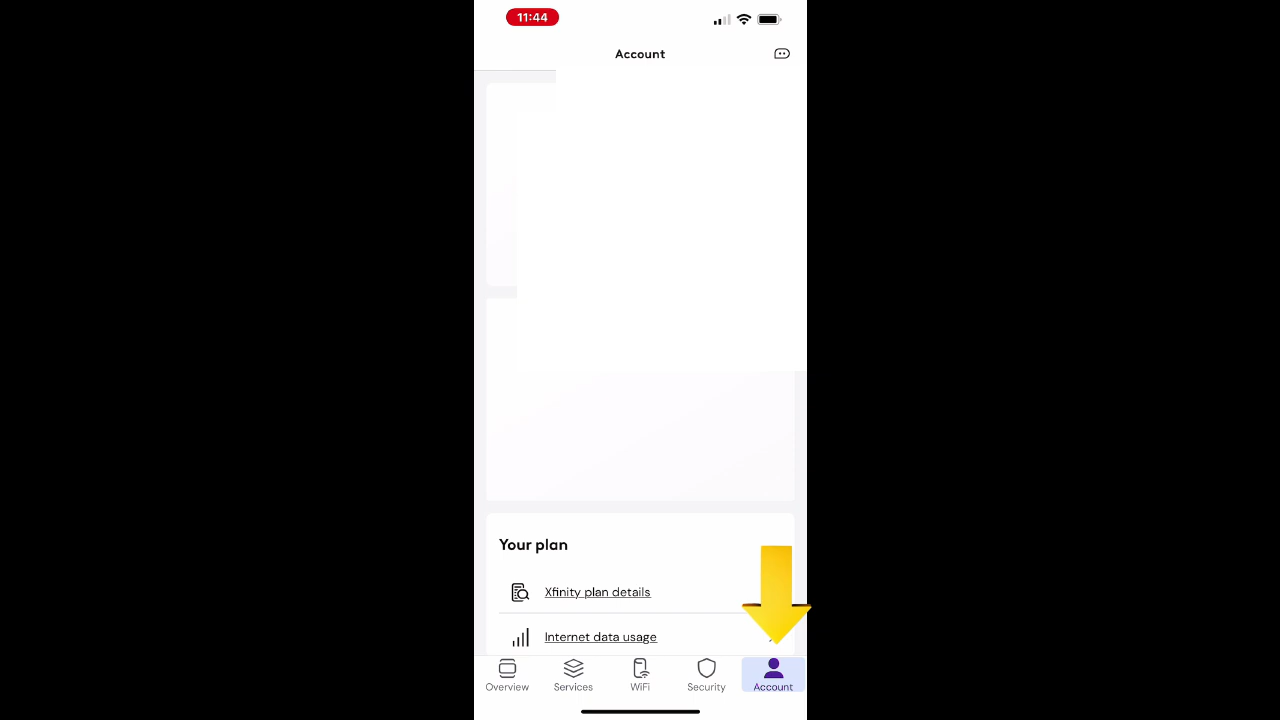 11:44
Account
Your plan
Xfinity plan details
Internet data usage
Overview Services WiFi Security Account